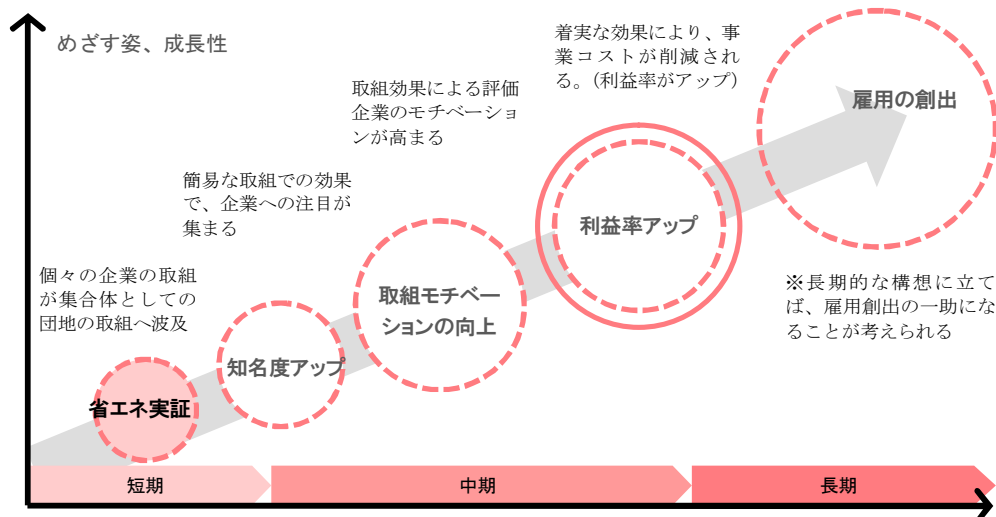 めざす姿、成長性
着実な効果により、事
業コストが削減され
る。(利益率がアップ)
取組効果による評価
企業のモチベーショ
ンが高まる
雇用の創出
簡易な取組での効果
で、企業への注目が
集まる
利益率アップ
個々の企業の取組
が集合体としての
団地の取組へ波及
取組モチベー
ションの向上
※長期的な構想に立て
ば、雇用創出の一助にな
ることが考えられる
知名度アップ
省エネ実証
短期
中期
長期